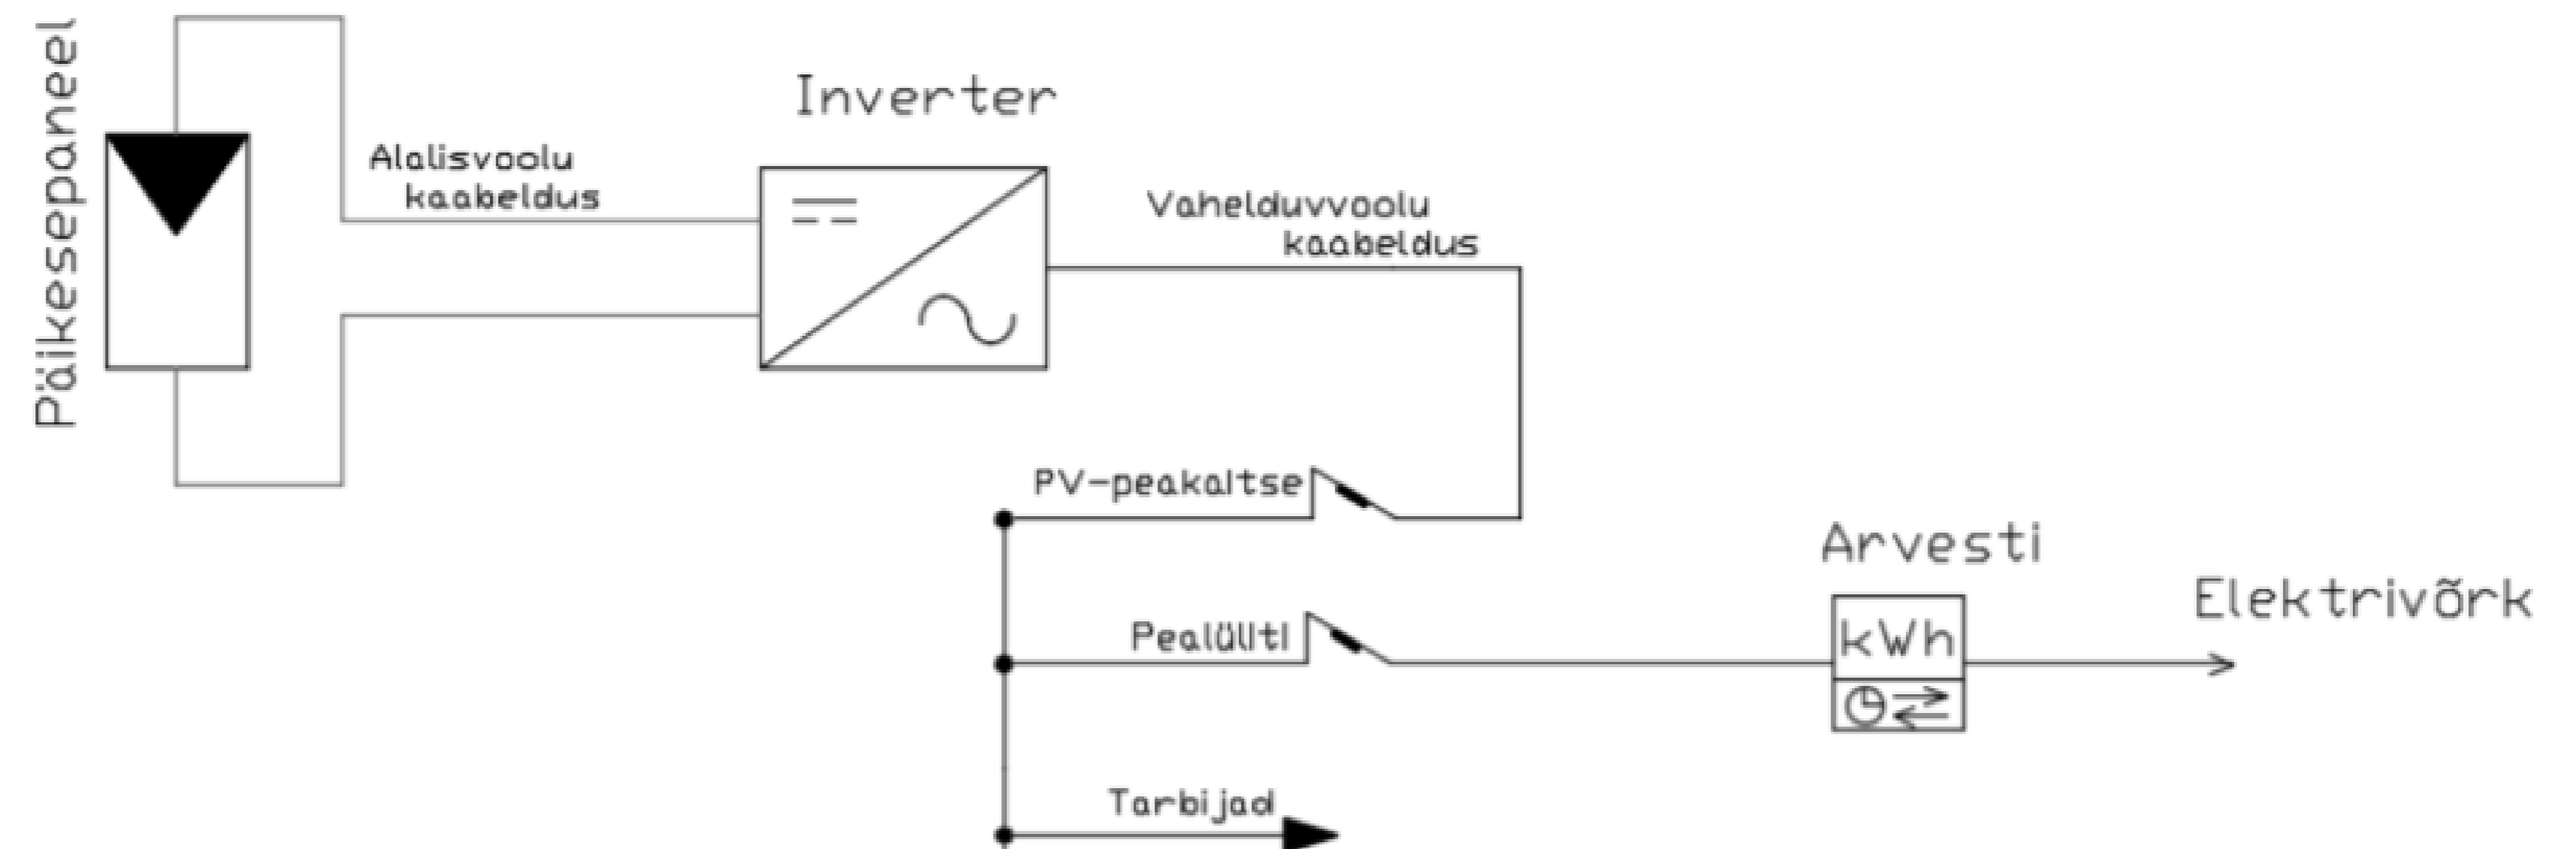 Päikesepaneel
Inverter
Alalisvoolu
kaabeldus
Vahelduvvoolu
kaabeldus
PV-peakaitse
Arvesti
Elektrivõrk
Pealüliti
kWh
Tarbijad